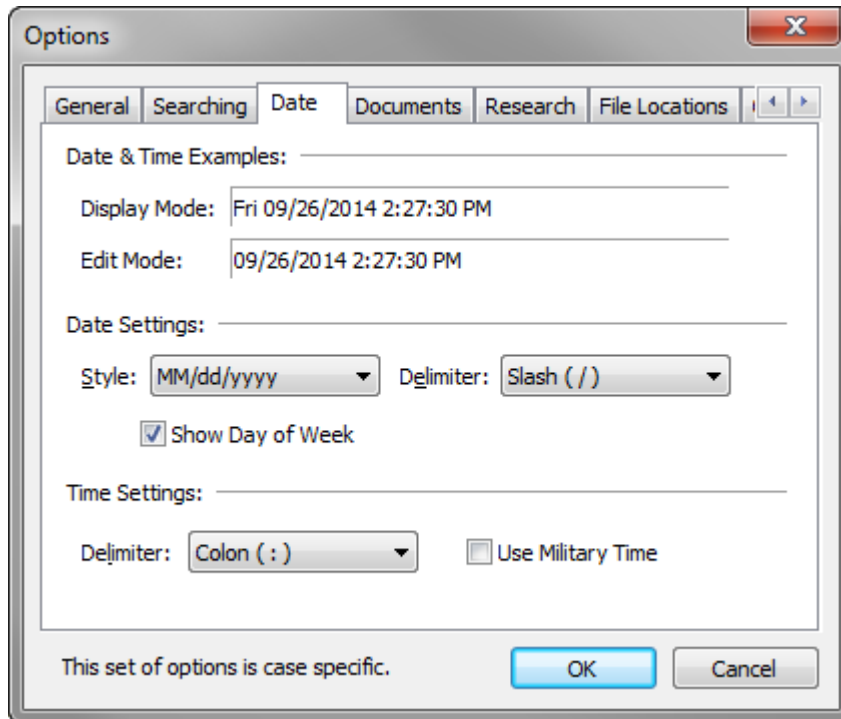 Options
General Searching Date Documents Research File Locations
Date & Time Examples:
Display Mode: Fri 09/26/2014 2:27:30 PM
Edit Mode: 09/26/2014 2:27:30 PM
Date Settings:
Style: MM/dd/yyyy Delimiter: Slash ( / )
Show Day of Week
Time Settings:
Delimiter: Colon ( : ) Use Military Time
This set of options is case specific. OK Cancel